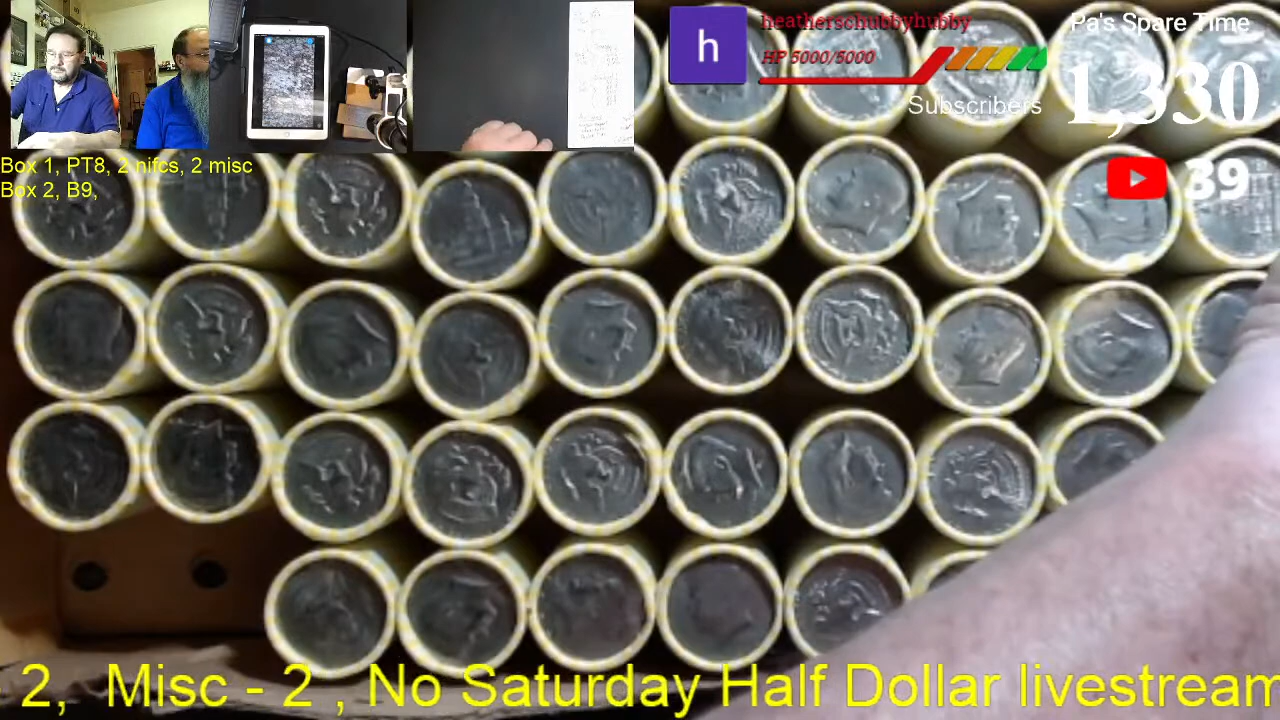 h
heatherschubbyhubby
HP 5000/5000
Pa's Spare Time
Subscribers 1,330
39
Box 1, PT8, 2 nifcs, 2 misc
Box 2, B9,
2, Misc - 2 , No Saturday Half Dollar livestream